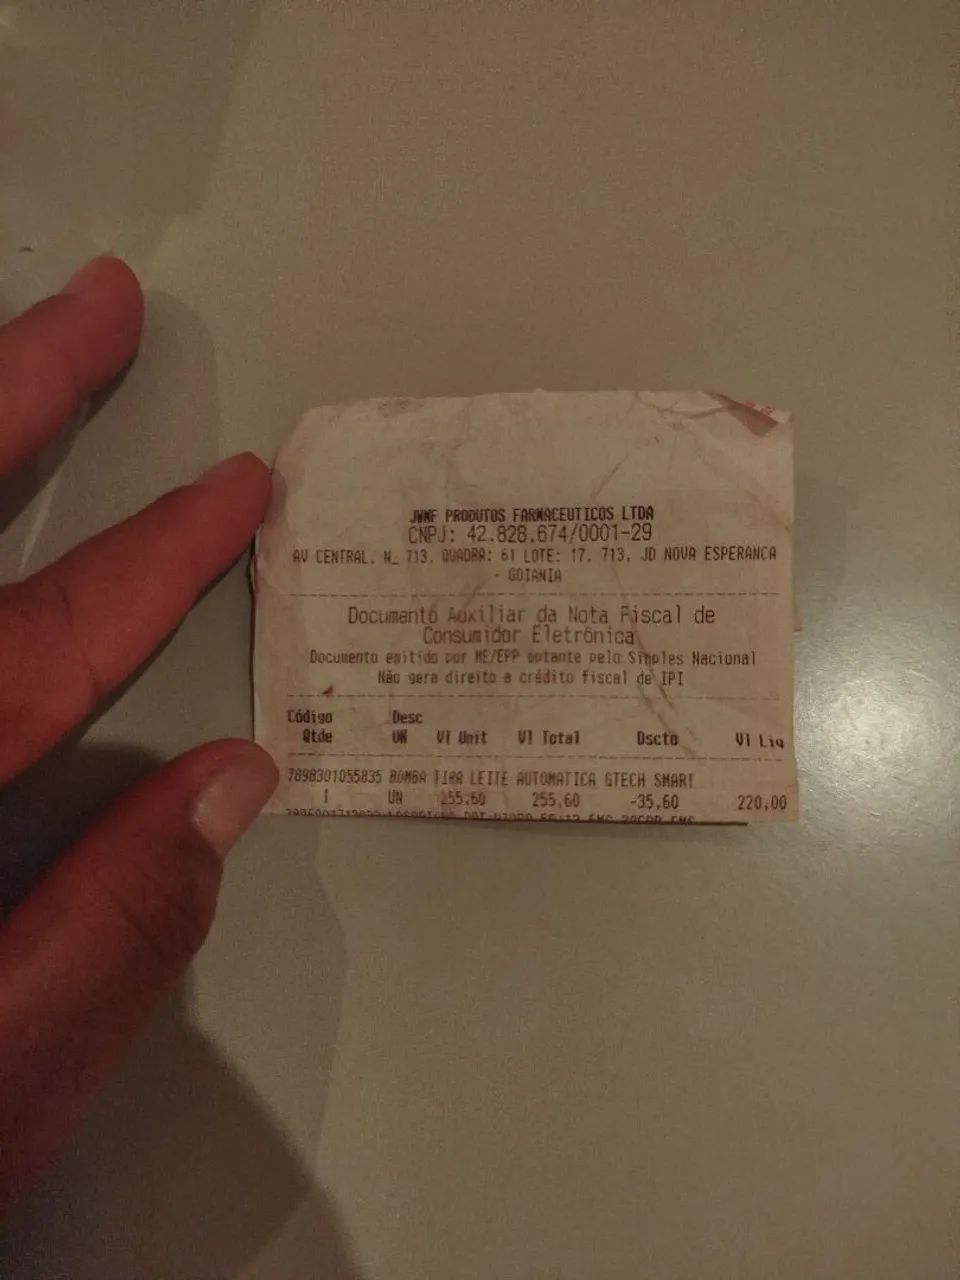 JWNF PRODUTOS FARMACEUTICOS LTDA
CNPJ: 42.828.674/0001-29
AV CENTRAL, N_ 713, QUADRA: 61 LOTE: 17, 713, JD NOVA ESPERANCA
- GOIANIA
Documento Auxiliar da Nota Fiscal de
Consumidor Eletrônica
Documento emitido por ME/EPP optante pelo Simples Nacional
Não gera direito a crédito fiscal de IPI
Código Desc
Qtde UN Vl Unit Vl Total Dscto Vl Liq
7898301055835 BOMBA TIRA LEITE AUTOMATICA GTECH SMART
1 UN 255,60 255,60 -35,60 220,00